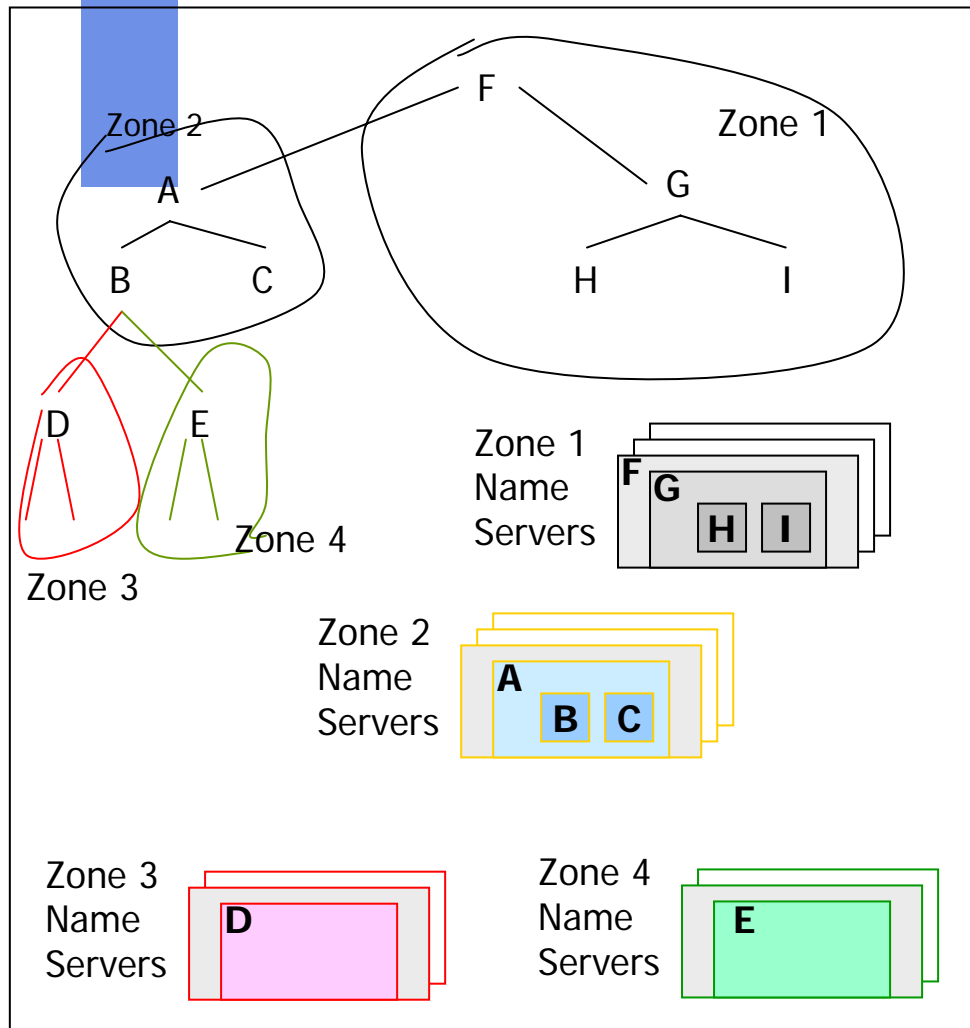 F
Zone 2
Zone 1
A
G
B
C
H
I
D
E
Zone 4
Zone 3
Zone 1
Name
Servers
F
G
H
I
Zone 2
Name
Servers
A
B
C
Zone 3
Name
Servers
D
Zone 4
Name
Servers
E